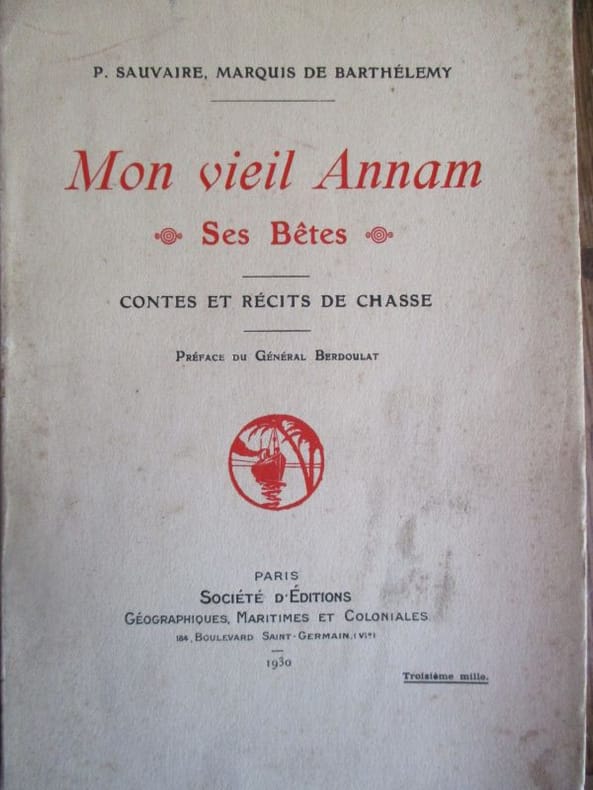 P. SAUVAIRE, MARQUIS DE BARTHÉLEMY
Mon vieil Annam
Ses Bêtes
CONTES ET RÉCITS DE CHASSE
PRÉFACE DU GÉNÉRAL BERDOULAT
PARIS
SOCIÉTÉ D'ÉDITIONS
GÉOGRAPHIQUES, MARITIMES ET COLONIALES
184, BOULEVARD SAINT-GERMAIN, (VIe)
1930
Troisième mille.